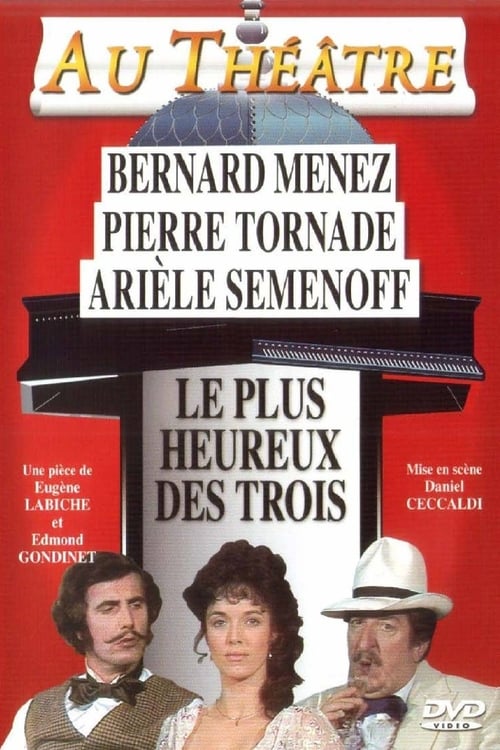 AU THÉÂTRE
BERNARD MENEZ
PIERRE TORNADE
ARIÈLE SEMENOFF
LE PLUS
HEUREUX
DES TROIS
Une pièce de
Eugène
LABICHE
et
Edmond
GONDINET
Mise en scène
Daniel
CECCALDI
DVD
VIDEO